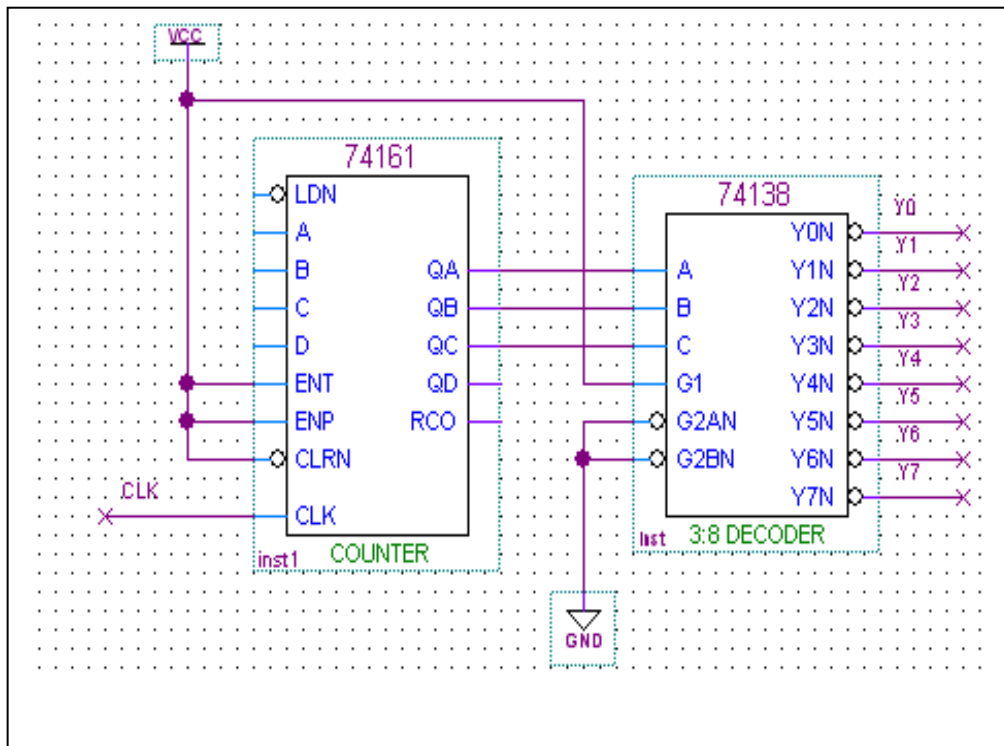 VCC
74161
LDN
A
B
C
D
ENT
ENP
CLRN
CLK
QA
QB
QC
QD
RCO
CLK
inst1
COUNTER
74138
A
B
C
G1
G2AN
G2BN
Y0N
Y1N
Y2N
Y3N
Y4N
Y5N
Y6N
Y7N
Y0
Y1
Y2
Y3
Y4
Y5
Y6
Y7
inst
3:8 DECODER
GND